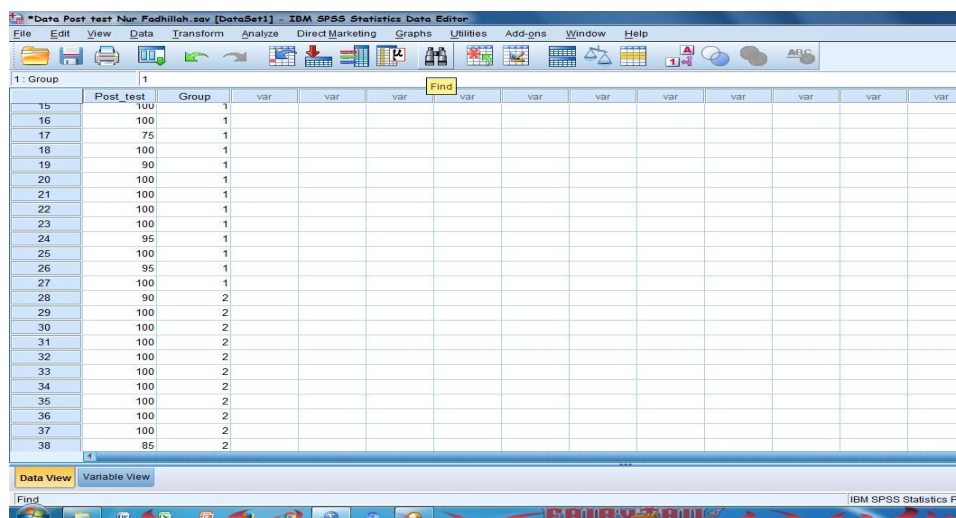 *Data Post test Nur Fadhillah.sav [DataSet1] - IBM SPSS Statistics Data Editor
File Edit View Data Transform Analyze Direct Marketing Graphs Utilities Add-ons Window Help
1 : Group 1
Find
Post_test Group var var var var var var var var var var var
15 100 1
16 100 1
17 75 1
18 100 1
19 90 1
20 100 1
21 100 1
22 100 1
23 100 1
24 95 1
25 100 1
26 95 1
27 100 1
28 90 2
29 100 2
30 100 2
31 100 2
32 100 2
33 100 2
34 100 2
35 100 2
36 100 2
37 100 2
38 85 2
Data View Variable View
Find IBM SPSS Statistics P